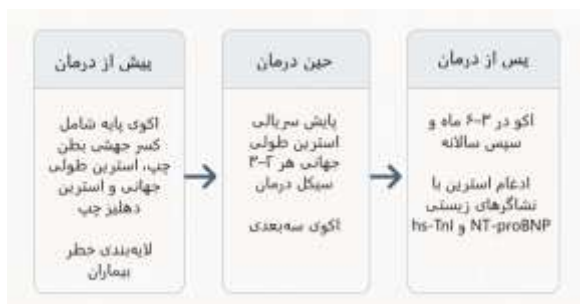 پیش از درمان
اکوی پایه شامل
کسر جهشی بطن
چپ، استرین طولی
جهانی و استرین
دهلیز چپ
لایه‌بندی خطر
بیماران
حین درمان
پایش سریالی
استرین طولی
جهانی هر ۲-۳
سیکل درمان
اکوی سه‌بعدی
پس از درمان
اکو در ۳-۶ ماه و
سپس سالانه
ادغام استرین با
نشاگرهای زیستی
hs-TnI و NT-proBNP